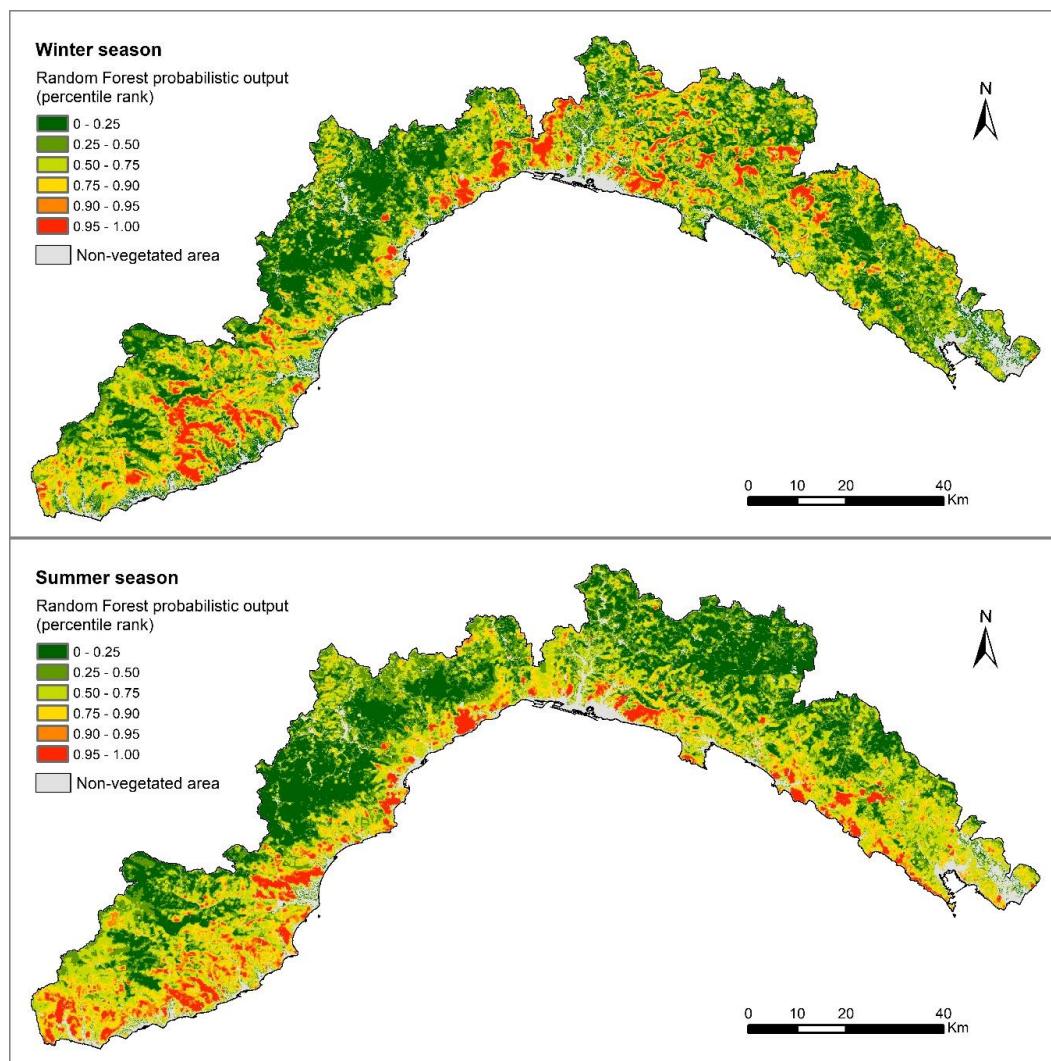 Winter season
Random Forest probabilistic output
(percentile rank)
0 - 0.25
0.25 - 0.50
0.50 - 0.75
0.75 - 0.90
0.90 - 0.95
0.95 - 1.00
Non-vegetated area
N
0 10 20 40
Km
Summer season
Random Forest probabilistic output
(percentile rank)
0 - 0.25
0.25 - 0.50
0.50 - 0.75
0.75 - 0.90
0.90 - 0.95
0.95 - 1.00
Non-vegetated area
N
0 10 20 40
Km